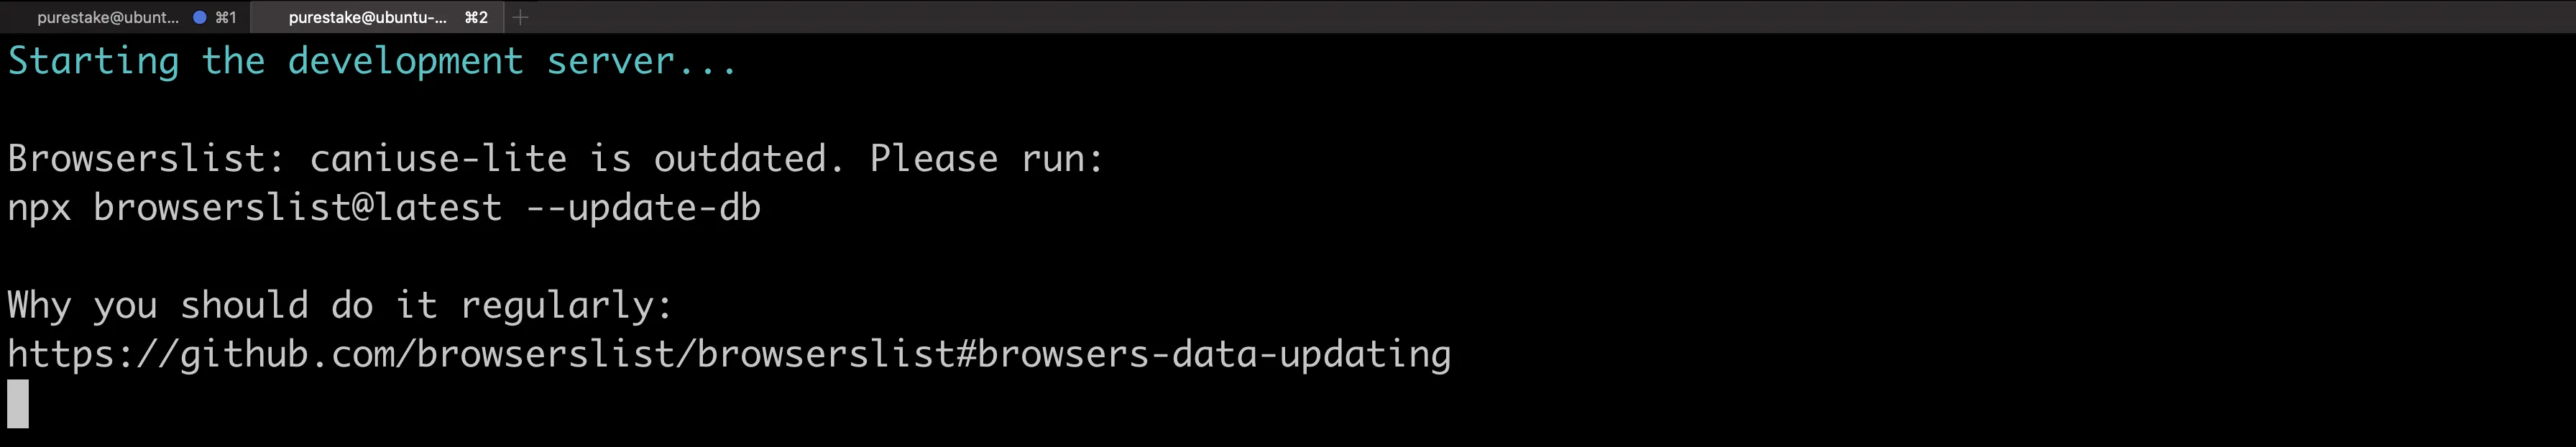 purestake@ubunt... ⌘1
purestake@ubuntu-... ⌘2
Starting the development server...
Browserslist: caniuse-lite is outdated. Please run:
npx browserslist@latest --update-db
Why you should do it regularly:
https://github.com/browserslist/browserslist#browsers-data-updating